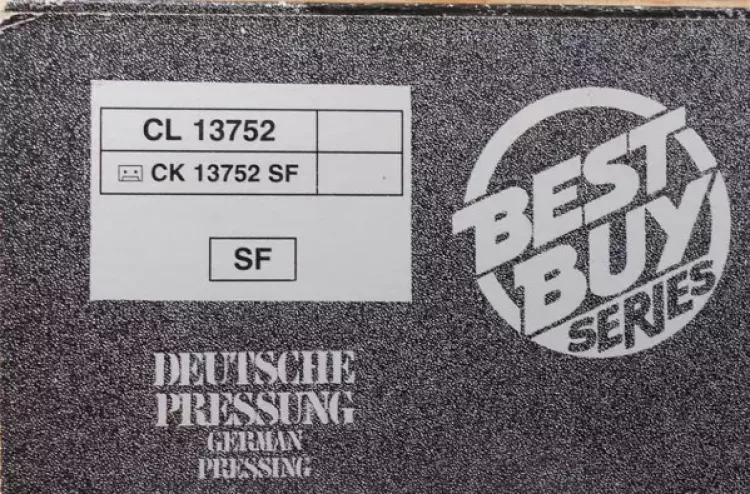 CL 13752
CK 13752 SF
SF
BEST
BUY
SERIES
DEUTSCHE
PRESSUNG
GERMAN
PRESSING